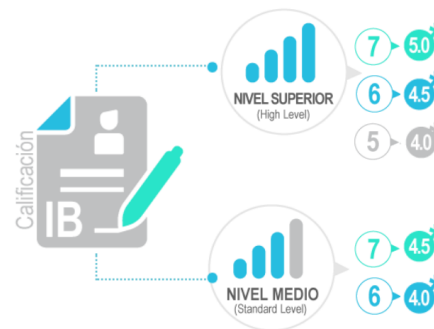 Calificación
IB
NIVEL SUPERIOR
(High Level)
7 5.0
6 4.5
5 4.0
NIVEL MEDIO
(Standard Level)
7 4.5
6 4.0